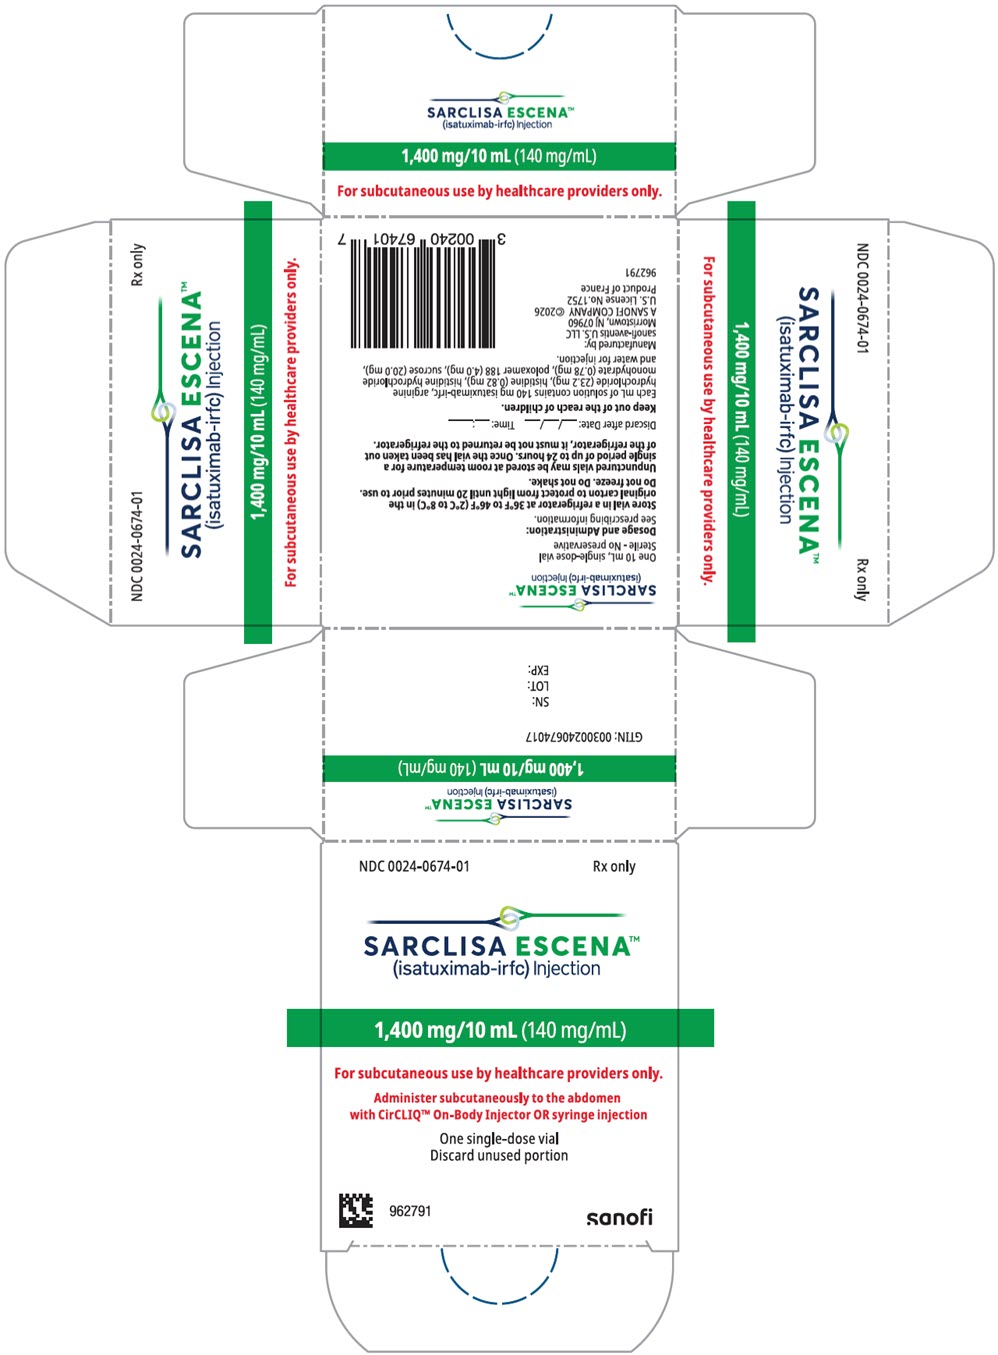 SARCLISA ESCENA™
(isatuximab-irfc) Injection
1,400 mg/10 mL (140 mg/mL)
For subcutaneous use by healthcare providers only.
NDC 0024-0674-01
Rx only
SARCLISA ESCENA™
(isatuximab-irfc) Injection
1,400 mg/10 mL (140 mg/mL)
For subcutaneous use by healthcare providers only.
SARCLISA ESCENA™
(isatuximab-irfc) Injection
One 10 mL, single-dose vial
Sterile - No preservative
Dosage and Administration:
See prescribing information.
Store vial in a refrigerator at 36°F to 46°F (2°C to 8°C) in the
original carton to protect from light until 20 minutes prior to use.
Do not freeze. Do not shake.
Unpunctured vials may be stored at room temperature for a
single period of up to 24 hours. Once the vial has been taken out
of the refrigerator, it must not be returned to the refrigerator.
Discard after Date: ___/___/___ Time: ___:___
Keep out of the reach of children.
Each mL of solution contains 140 mg isatuximab-irfc, arginine
hydrochloride (23.2 mg), histidine (0.82 mg), histidine hydrochloride
monohydrate (0.78 mg), poloxamer 188 (4.0 mg), sucrose (20.0 mg),
and water for injection.
Manufactured by:
sanofi-aventis U.S. LLC
Morristown, NJ 07960
A SANOFI COMPANY ©2026
U.S. License No. 1752
Product of France
962791
3 00240 67401 7
NDC 0024-0674-01
Rx only
SARCLISA ESCENA™
(isatuximab-irfc) Injection
1,400 mg/10 mL (140 mg/mL)
For subcutaneous use by healthcare providers only.
SARCLISA ESCENA™
(isatuximab-irfc) Injection
1,400 mg/10 mL (140 mg/mL)
GTIN: 00300240674017
SN:
LOT:
EXP:
NDC 0024-0674-01 Rx only
SARCLISA ESCENA™
(isatuximab-irfc) Injection
1,400 mg/10 mL (140 mg/mL)
For subcutaneous use by healthcare providers only.
Administer subcutaneously to the abdomen
with CirCLIQ™ On-Body Injector OR syringe injection
One single-dose vial
Discard unused portion
962791
sanofi